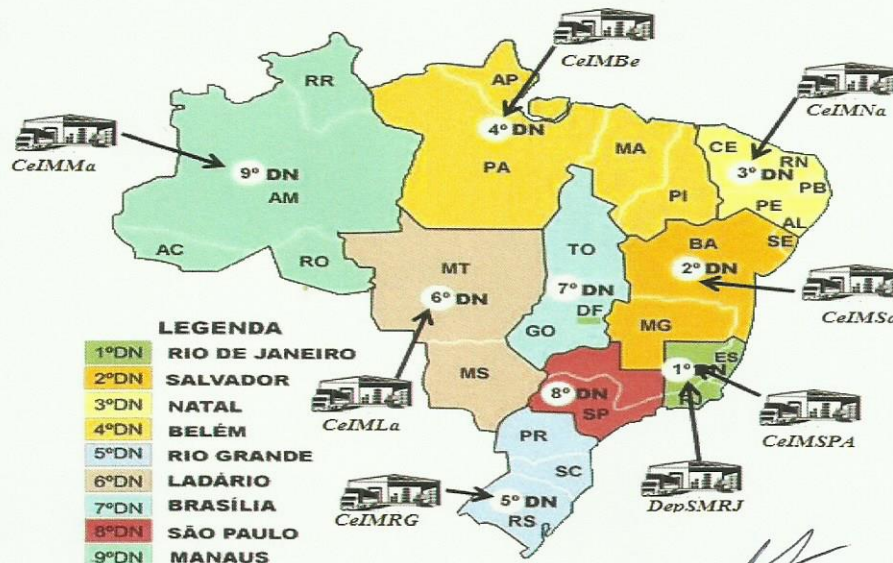 CeIMBe
CeIMNa
CeIMMa
RR
AP
4º DN
9º DN
AM
PA
MA
CE
RN
3º DN
PB
PI
PE
AL
SE
AC
RO
MT
TO
BA
2º DN
6º DN
7º DN
DF
GO
MG
CeIMSa
MS
ES
1º DN
8º DN
SP
CeIMLa
CeIMSPA
PR
SC
5º DN
RS
CeIMRG
DepSMRJ
LEGENDA
1ºDN RIO DE JANEIRO
2ºDN SALVADOR
3ºDN NATAL
4ºDN BELÉM
5ºDN RIO GRANDE
6ºDN LADÁRIO
7ºDN BRASÍLIA
8ºDN SÃO PAULO
9ºDN MANAUS